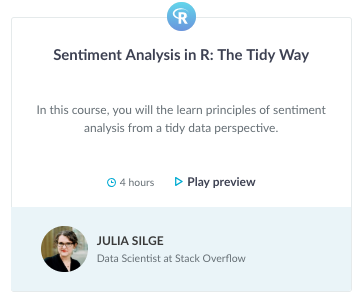 R
Sentiment Analysis in R: The Tidy Way
In this course, you will the learn principles of sentiment
analysis from a tidy data perspective.
4 hours
Play preview
JULIA SILGE
Data Scientist at Stack Overflow